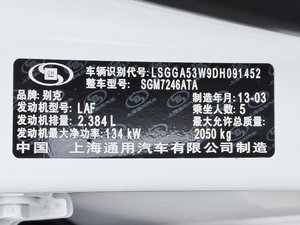 GM
车辆识别代号: LSGGA53W9DH091452
整车型号: SGM7246ATA
品牌: 别克 制造年月: 13-03
发动机型号: LAF 乘坐人数: 5
发动机排量: 2.384 L 最大允许总质量:
发动机最大净功率: 134 kW 2050 kg
中国 上海通用汽车有限公司制造